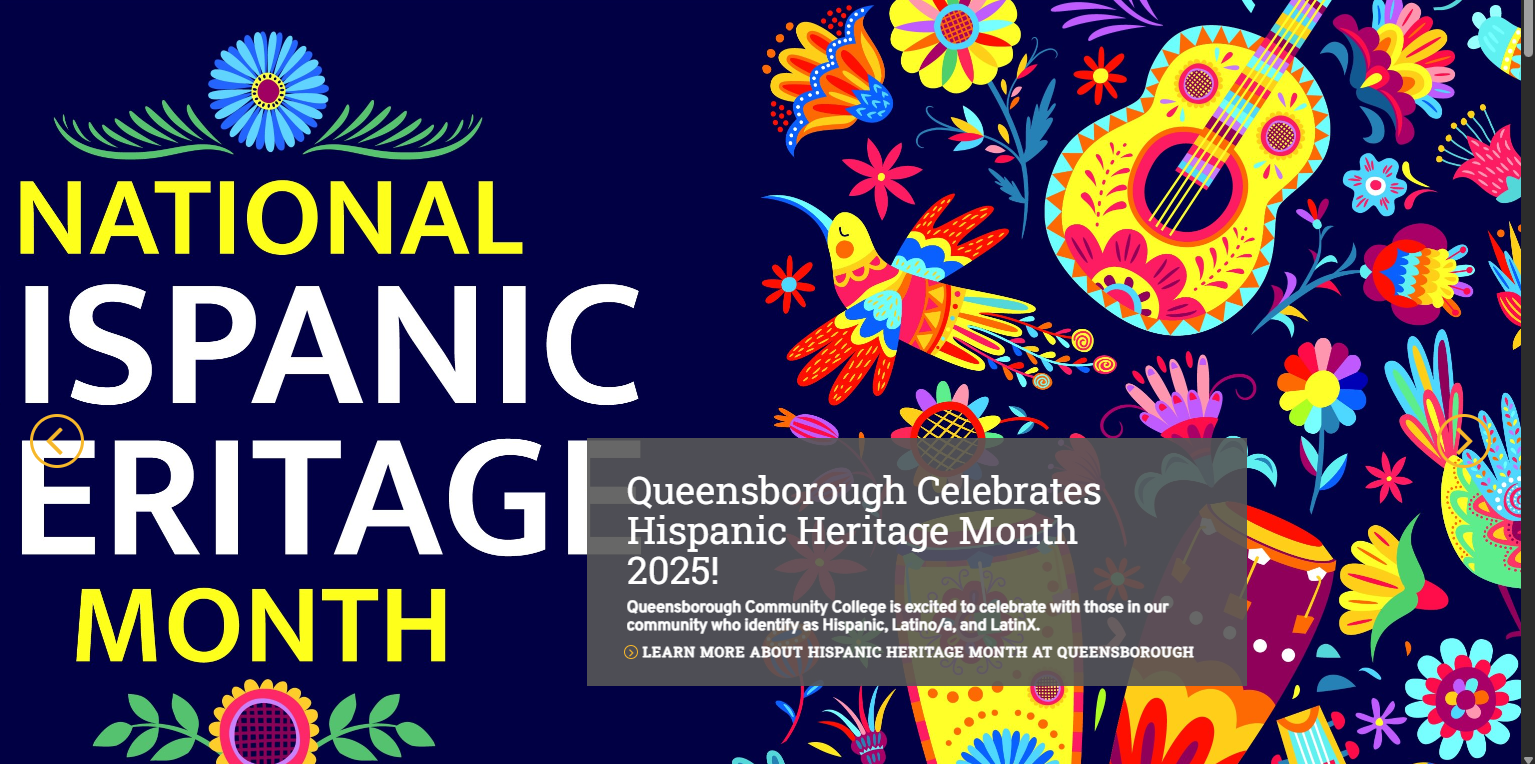 NATIONAL
ISPANIC
ERITAGE
MONTH
Queensborough Celebrates
Hispanic Heritage Month
2025!
Queensborough Community College is excited to celebrate with those in our
community who identify as Hispanic, Latino/a, and LatinX.
LEARN MORE ABOUT HISPANIC HERITAGE MONTH AT QUEENSBOROUGH